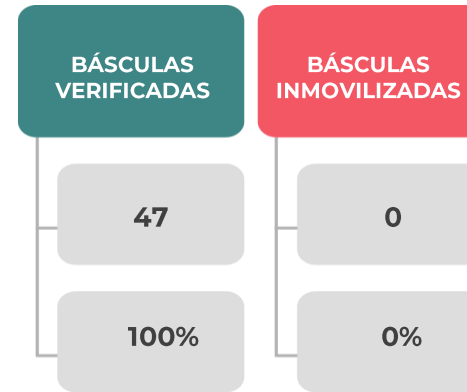 BÁSCULAS
VERIFICADAS
47
100%
BÁSCULAS
INMOVILIZADAS
0
0%